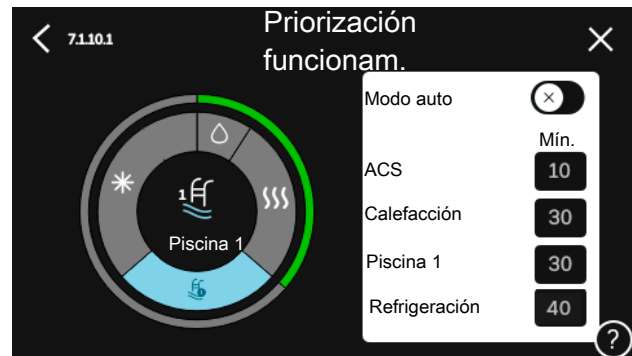 7.1.10.1
Priorización
funcionam.
Modo auto
Mín.
ACS
10
Calefacción
30
Piscina 1
30
Refrigeración
40
1
Piscina 1
?